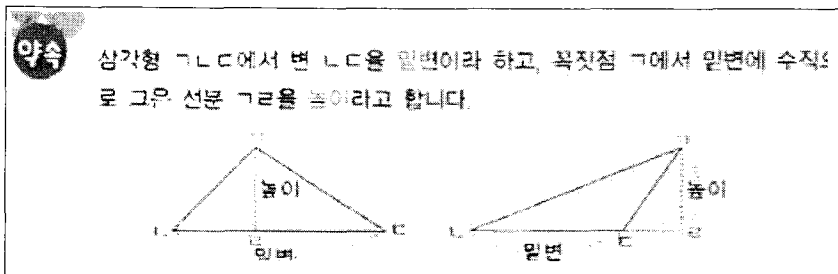 약속
삼각형 ㄱㄴㄷ에서 변 ㄴㄷ을 밑변이라 하고, 꼭짓점 ㄱ에서 밑변에 수직으
로 그은 선분 ㄱㄹ을 높이라고 합니다.
ㄱ ㄱ
높이 높이
ㄴ ㄹ ㄷ ㄴ ㄷ ㄹ
밑변 밑변